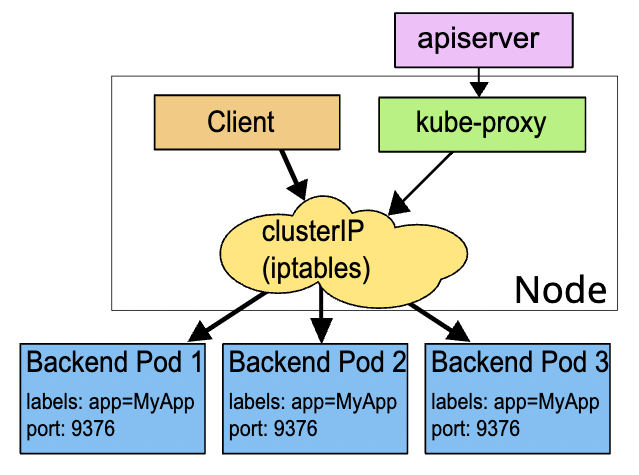 apiserver
Client
kube-proxy
clusterIP
(iptables)
Node
Backend Pod 1
labels: app=MyApp
port: 9376
Backend Pod 2
labels: app=MyApp
port: 9376
Backend Pod 3
labels: app=MyApp
port: 9376